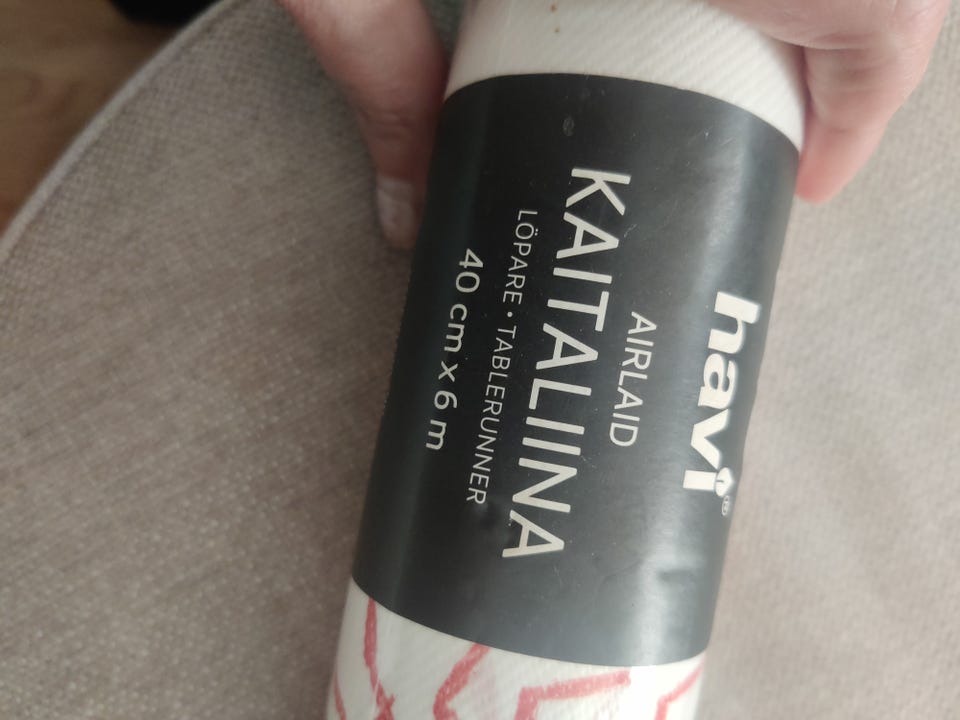 havi®
AIRLAID
KAITALIINA
LÖPARE • TABLERUNNER
40 cm x 6 m